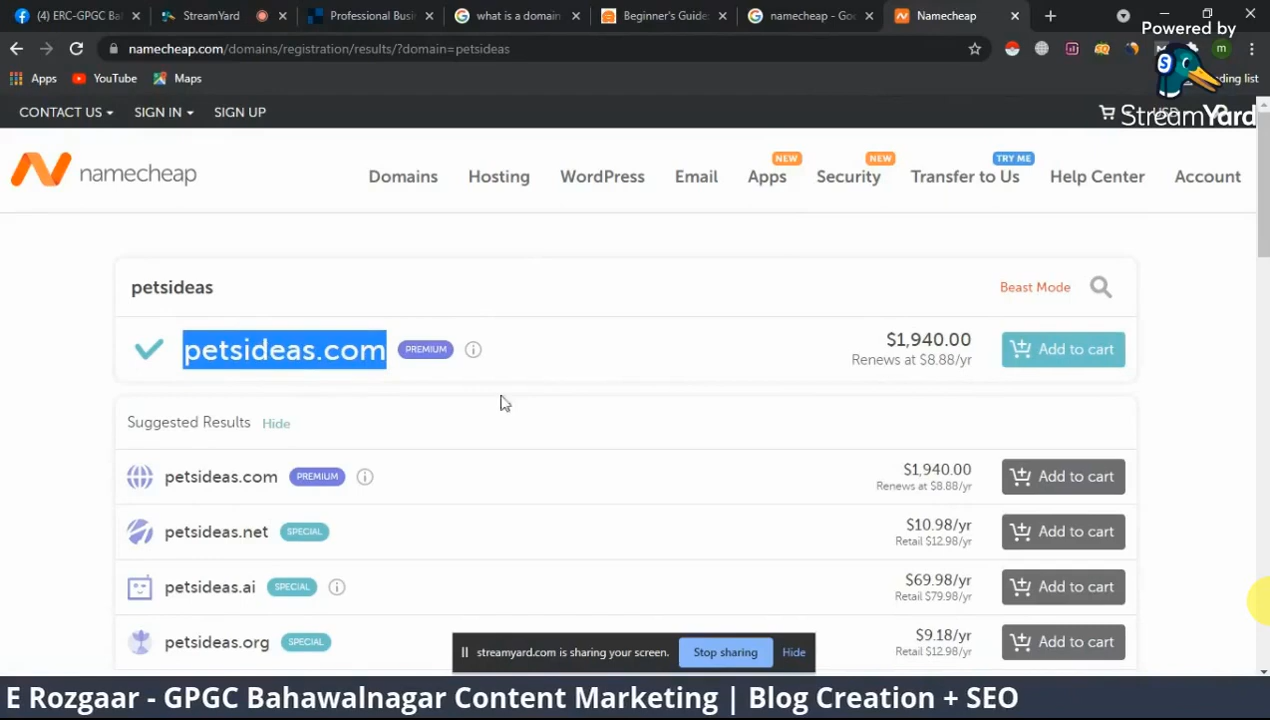 (4) ERC-GPGC Ba
StreamYard
Professional Busi
what is a domain
Beginner's Guide:
namecheap - Goo
Namecheap
Powered by
namecheap.com/domains/registration/results/?domain=petsideas
m
Apps
YouTube
Maps
ding list
StreamYard
CONTACT US
SIGN IN
SIGN UP
namecheap
Domains
Hosting
WordPress
Email
Apps
NEW
Security
NEW
Transfer to Us
TRY ME
Help Center
Account
petsideas
Beast Mode
petsideas.com PREMIUM
$1,940.00
Renews at $8.88/yr
Add to cart
Suggested Results Hide
petsideas.com PREMIUM
$1,940.00
Renews at $8.88/yr
Add to cart
petsideas.net SPECIAL
$10.98/yr
Retail $12.98/yr
Add to cart
petsideas.ai SPECIAL
$69.98/yr
Retail $79.98/yr
Add to cart
petsideas.org SPECIAL
$9.18/yr
Retail $12.98/yr
Add to cart
streamyard.com is sharing your screen.
Stop sharing
Hide
E Rozgaar - GPGC Bahawalnagar Content Marketing | Blog Creation + SEO